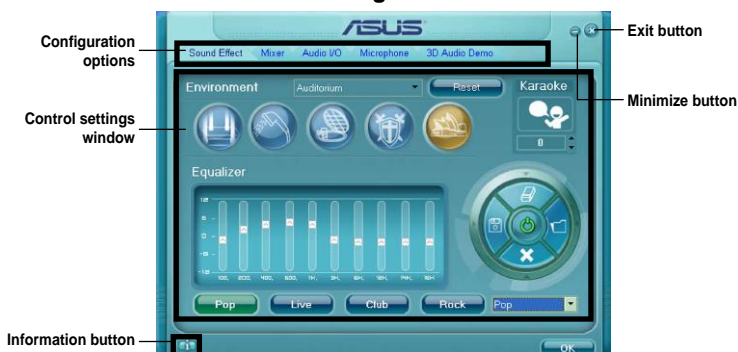 ASUS
Exit button
Configuration options
Sound Effect Mixer Audio I/O Microphone 3D Audio Demo
Minimize button
Environment Auditorium Reset Karaoke
Control settings window
0
Equalizer
Pop Live Club Rock Pop
Information button
OK